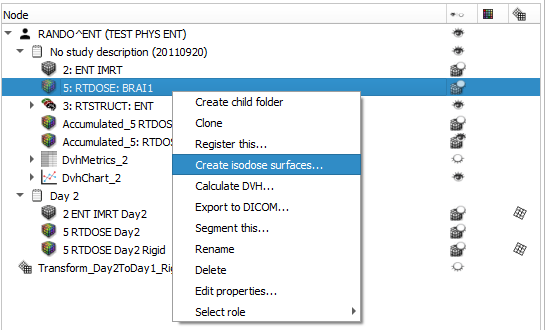 Node
RANDO^ENT (TEST PHYS ENT)
No study description (20110920)
2: ENT IMRT
5: RTDOSE: BRAI1
3: RTSTRUCT: ENT
Accumulated_5 RTDO
Accumulated_5: RTD
DvhMetrics_2
DvhChart_2
Day 2
2 ENT IMRT Day2
5 RTDOSE Day2
5 RTDOSE Day2 Rigid
Transform_Day2ToDay1_Rig
Create child folder
Clone
Register this...
Create isodose surfaces...
Calculate DVH...
Export to DICOM...
Segment this...
Rename
Delete
Edit properties...
Select role